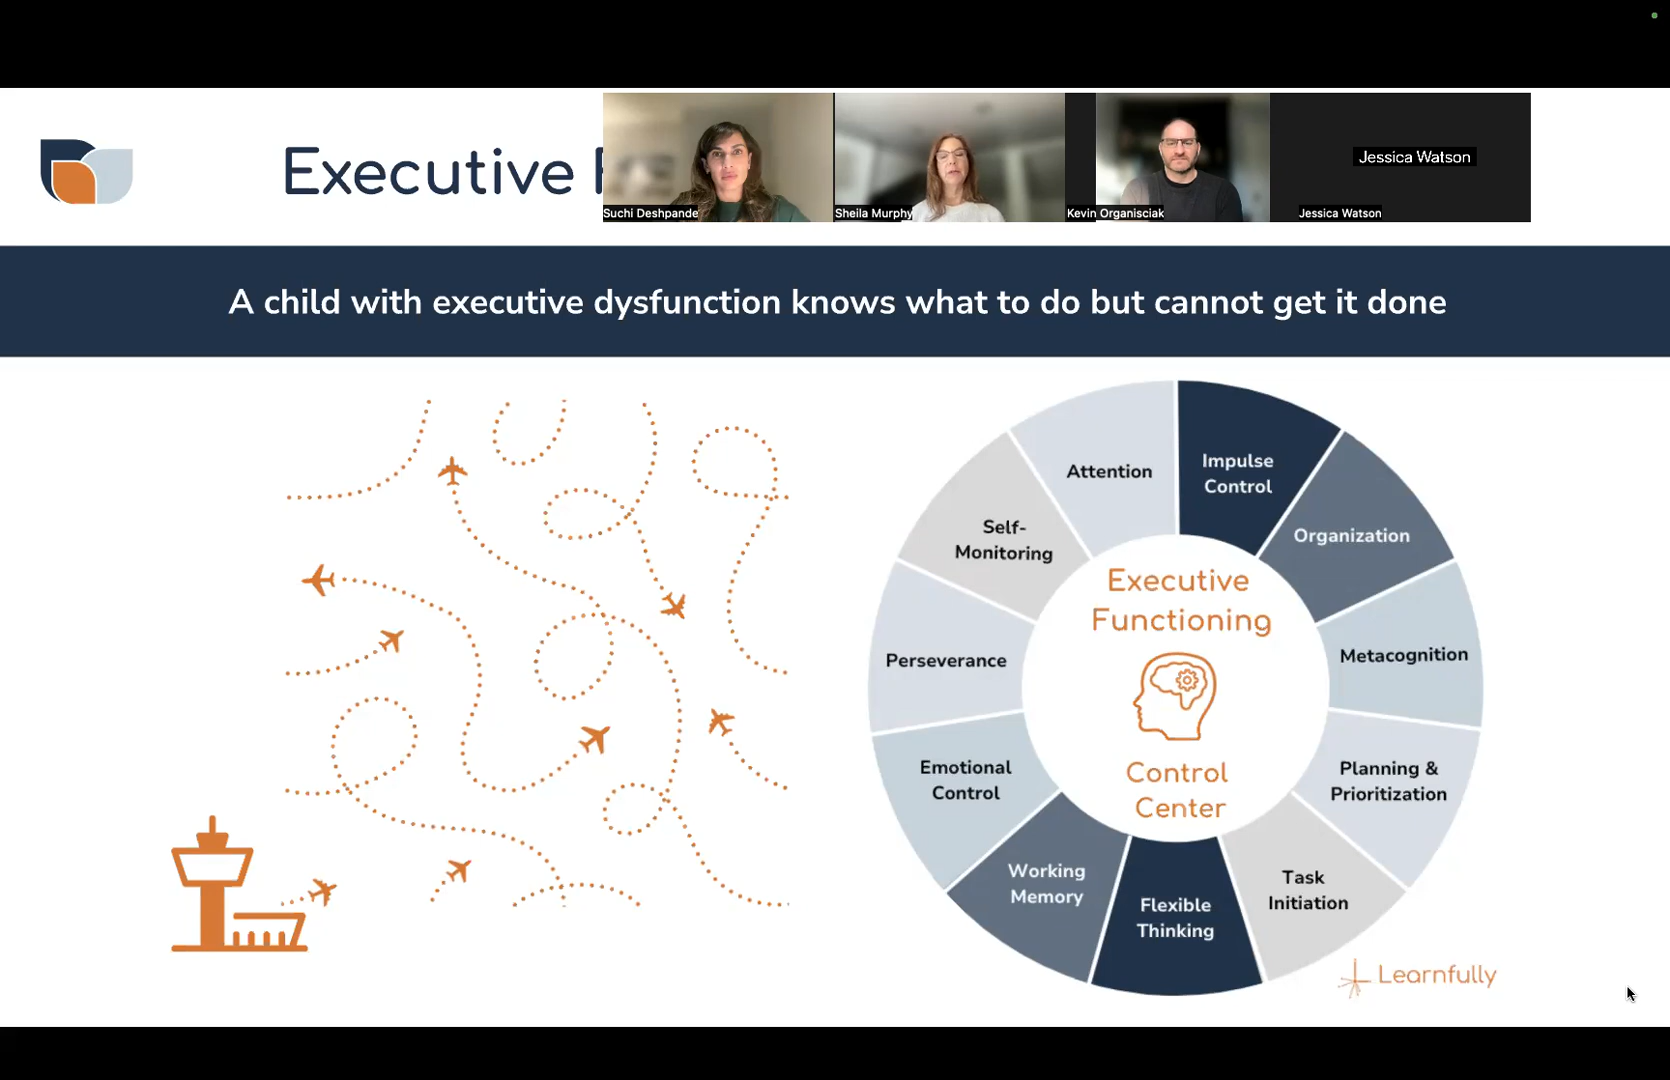 Executive
Suchi Deshpande
Sheila Murphy
Kevin Organisciak
Jessica Watson
Jessica Watson
A child with executive dysfunction knows what to do but cannot get it done
Attention
Impulse
Control
Organization
Metacognition
Planning &
Prioritization
Task
Initiation
Flexible
Thinking
Working
Memory
Emotional
Control
Perseverance
Self-
Monitoring
Executive
Functioning
Control
Center
Learnfully